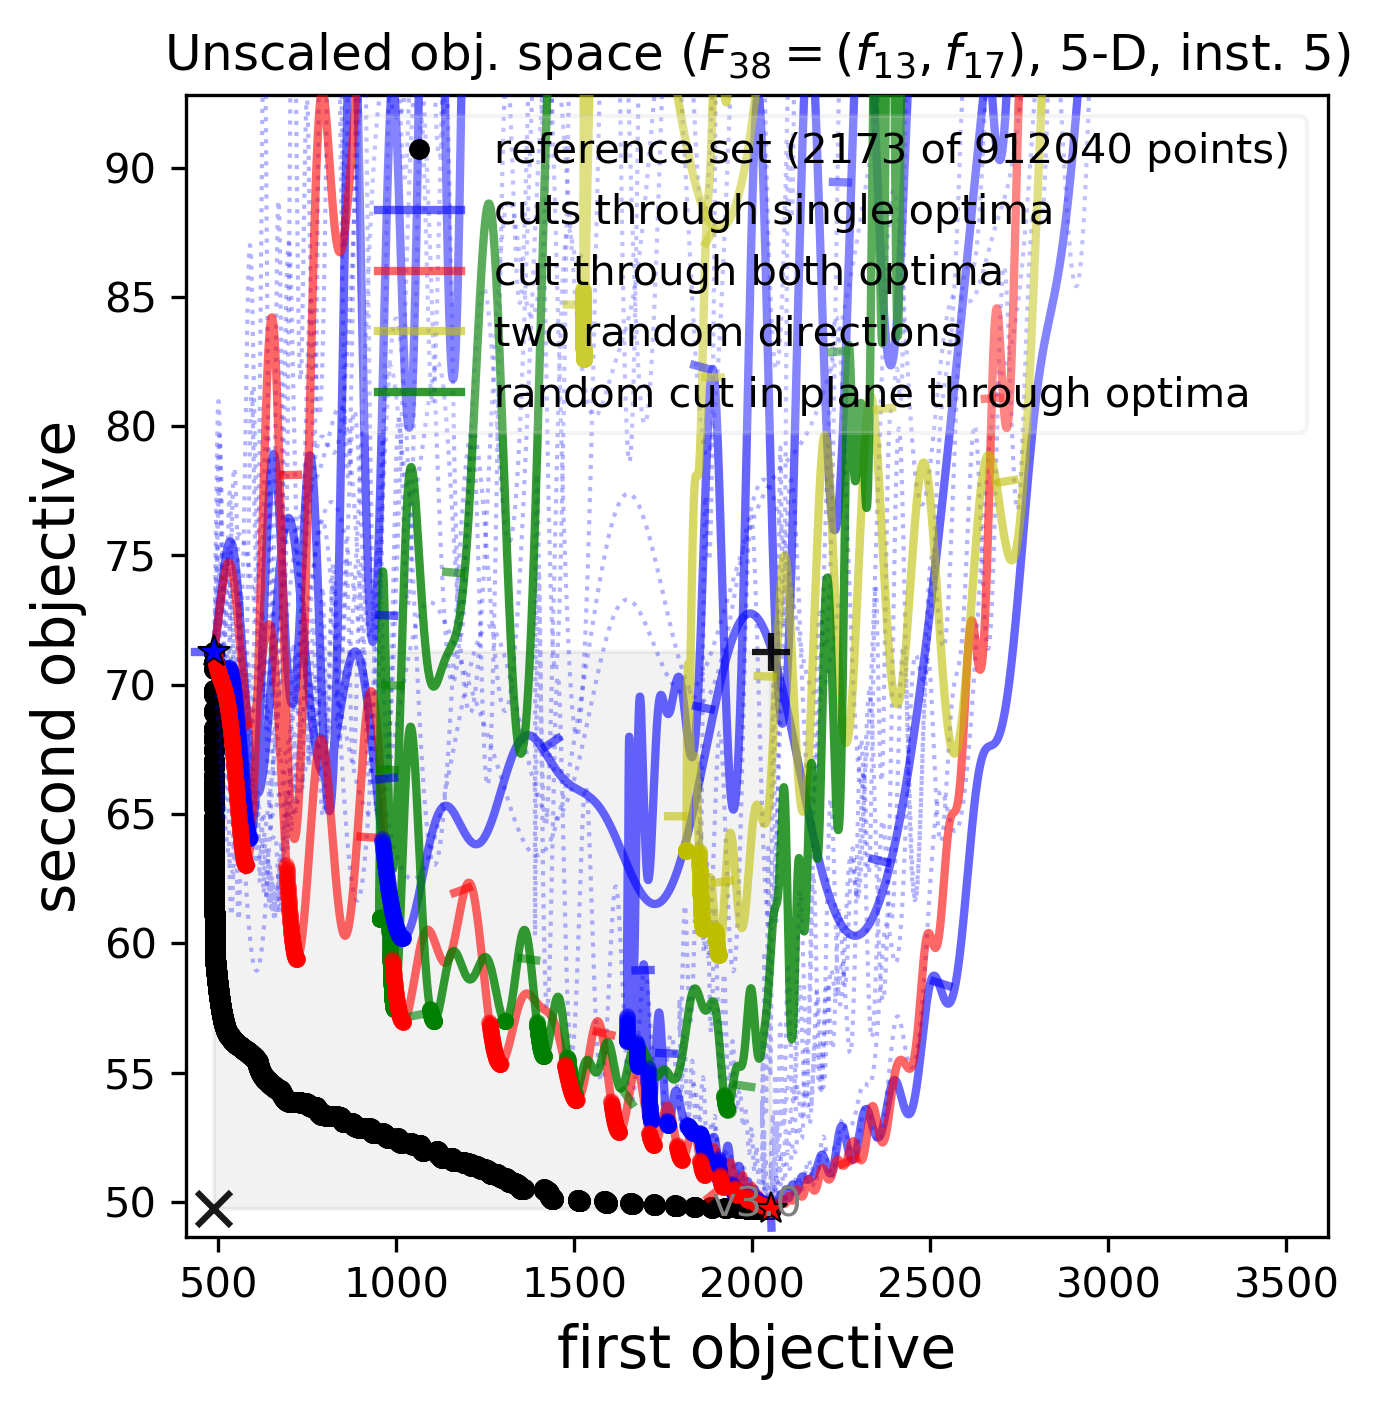 Unscaled obj. space (F₃₈ = (f₁₃, f₁₇), 5-D, inst. 5)
reference set (2173 of 912040 points)
cuts through single optima
cut through both optima
two random directions
random cut in plane through optima
second objective
90
85
80
75
70
65
60
55
50
v3.0
500 1000 1500 2000 2500 3000 3500
first objective